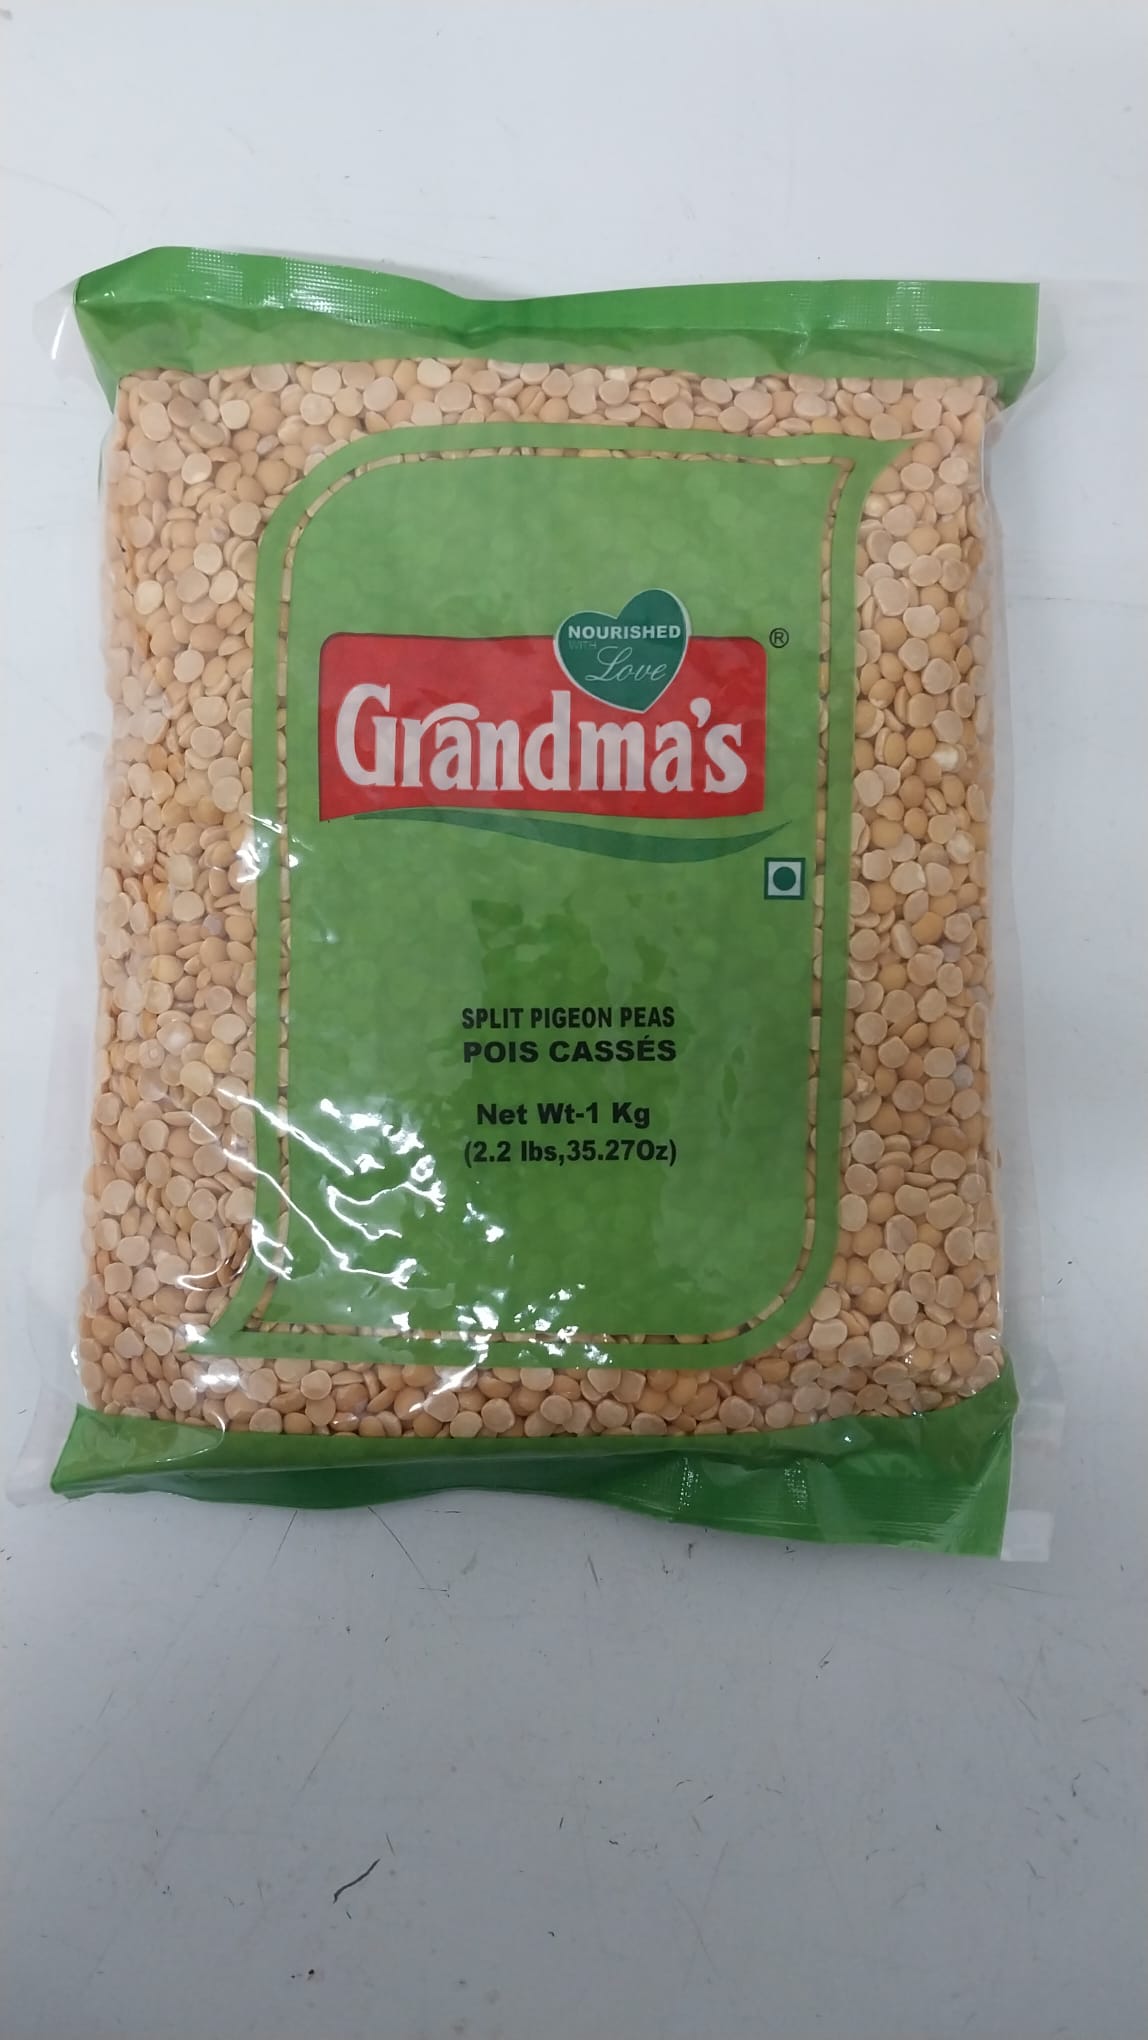 NOURISHED
WITH
Love
®
Grandma's
SPLIT PIGEON PEAS
POIS CASSÉS
Net Wt-1 Kg
(2.2 lbs,35.27Oz)